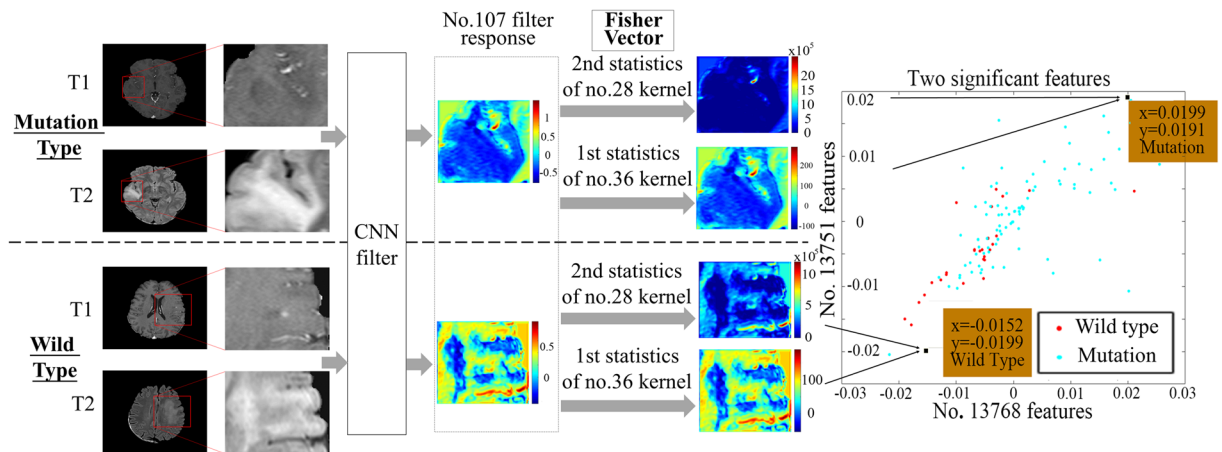 No.107 filter
response
Fisher
Vector
T1
Mutation
Type
T2
CNN
filter
1
0.5
0
-0.5
2nd statistics
of no.28 kernel
x10⁵
25
20
15
10
5
0
1st statistics
of no.36 kernel
200
100
0
-100
T1
Wild
Type
T2
0.5
0
2nd statistics
of no.28 kernel
x10⁵
10
5
0
1st statistics
of no.36 kernel
100
0
Two significant features
0.02
0.01
0
-0.01
-0.02
No. 13751 features
x=0.0199
y=0.0191
Mutation
x=-0.0152
y=-0.0199
Wild Type
Wild type
Mutation
-0.03 -0.02 -0.01 0 0.01 0.02 0.03
No. 13768 features